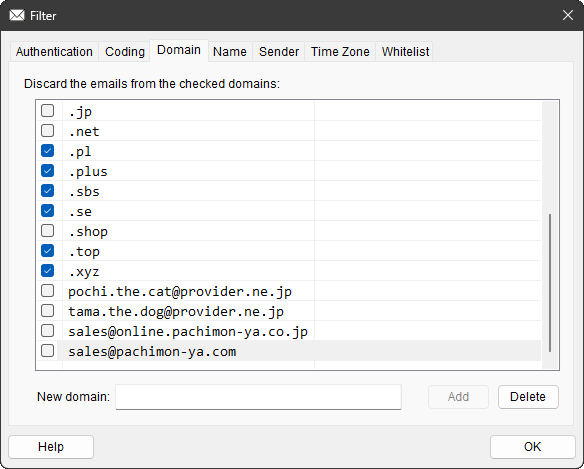 Filter
Authentication Coding Domain Name Sender Time Zone Whitelist
Discard the emails from the checked domains:
.jp
.net
.pl
.plus
.sbs
.se
.shop
.top
.xyz
pochi.the.cat@provider.ne.jp
tama.the.dog@provider.ne.jp
sales@online.pachimon-ya.co.jp
sales@pachimon-ya.com
New domain: Add Delete
Help OK